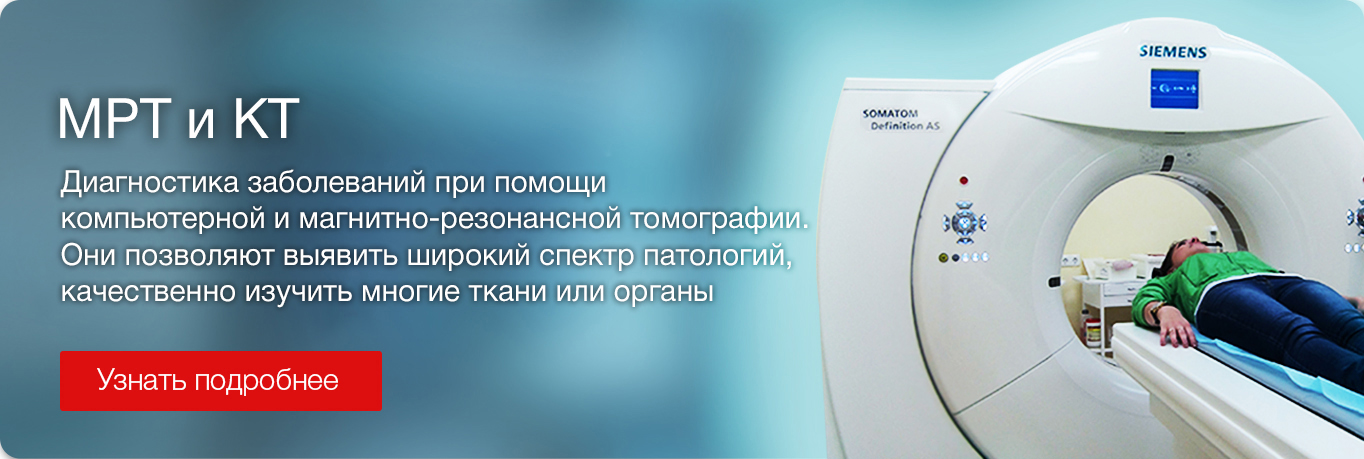 МРТ и КТ
Диагностика заболеваний при помощи
компьютерной и магнитно-резонансной томографии.
Они позволяют выявить широкий спектр патологий,
качественно изучить многие ткани или органы
Узнать подробнее
SIEMENS
SOMATOM
Definition AS